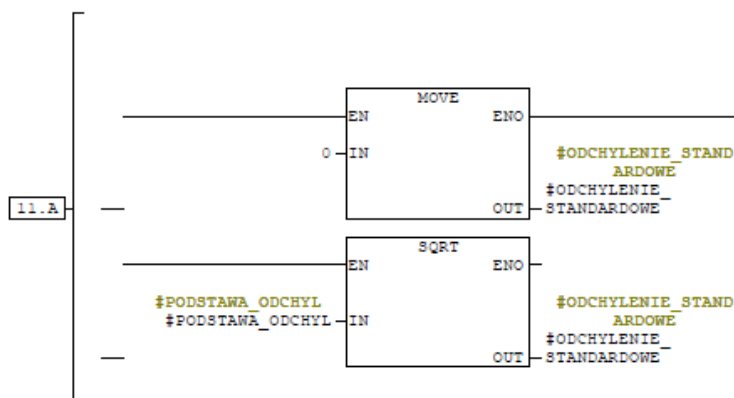 MOVE
EN ENO
0 IN
#ODCHYLENIE_STAND
ARDOWE
#ODCHYLENIE_
11.A
OUT STANDARDOWE
SQRT
EN ENO
#PODSTAWA_ODCHYL
#ODCHYLENIE_STAND
#PODSTAWA_ODCHYL IN
ARDOWE
#ODCHYLENIE_
OUT STANDARDOWE